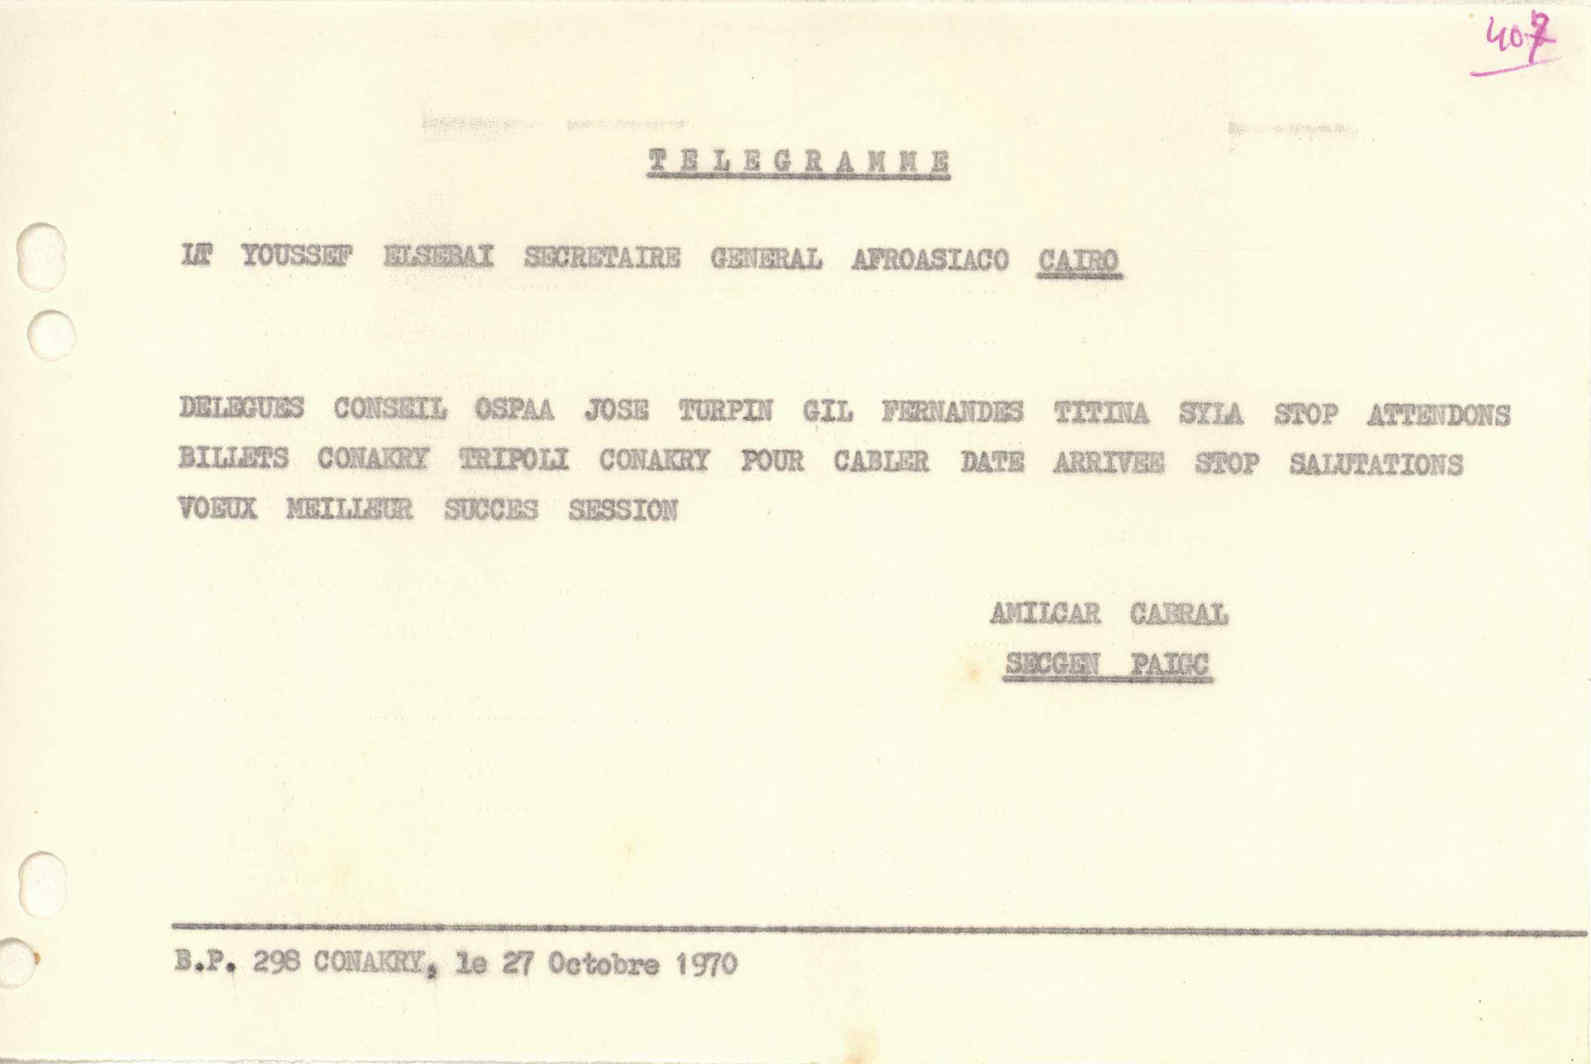 407
TELEGRAMME
LT YOUSSEF ELSEBAI SECRETAIRE GENERAL AFROASIACO CAIRO
DELEGUES CONSEIL OSPAA JOSE TURPIN GIL FERNANDES TITINA SYLA STOP ATTENDONS
BILLETS CONAKRY TRIPOLI CONAKRY POUR CABLER DATE ARRIVEE STOP SALUTATIONS
VOEUX MEILLEUR SUCCES SESSION
AMILCAR CABRAL
SECGEN PAIGC
B.P. 298 CONAKRY, le 27 Octobre 1970